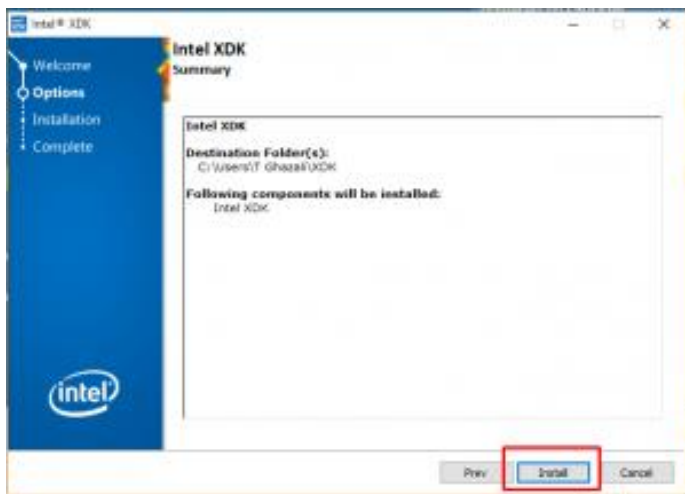 Intel® XDK
Welcome
Options
Installation
Complete
intel
Intel XDK
Summary
Intel XDK
Destination Folder(s):
C:\Users\T Ghazali\XDK
Following components will be installed:
Intel XDK
Prev
Install
Cancel